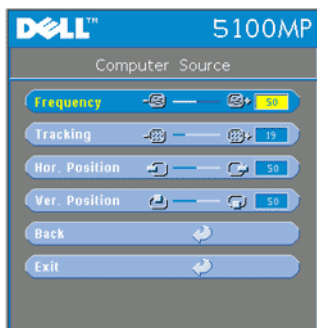 DELL™ 5100MP
Computer Source
Frequency 50
Tracking 19
Hor. Position 50
Ver. Position 50
Back
Exit